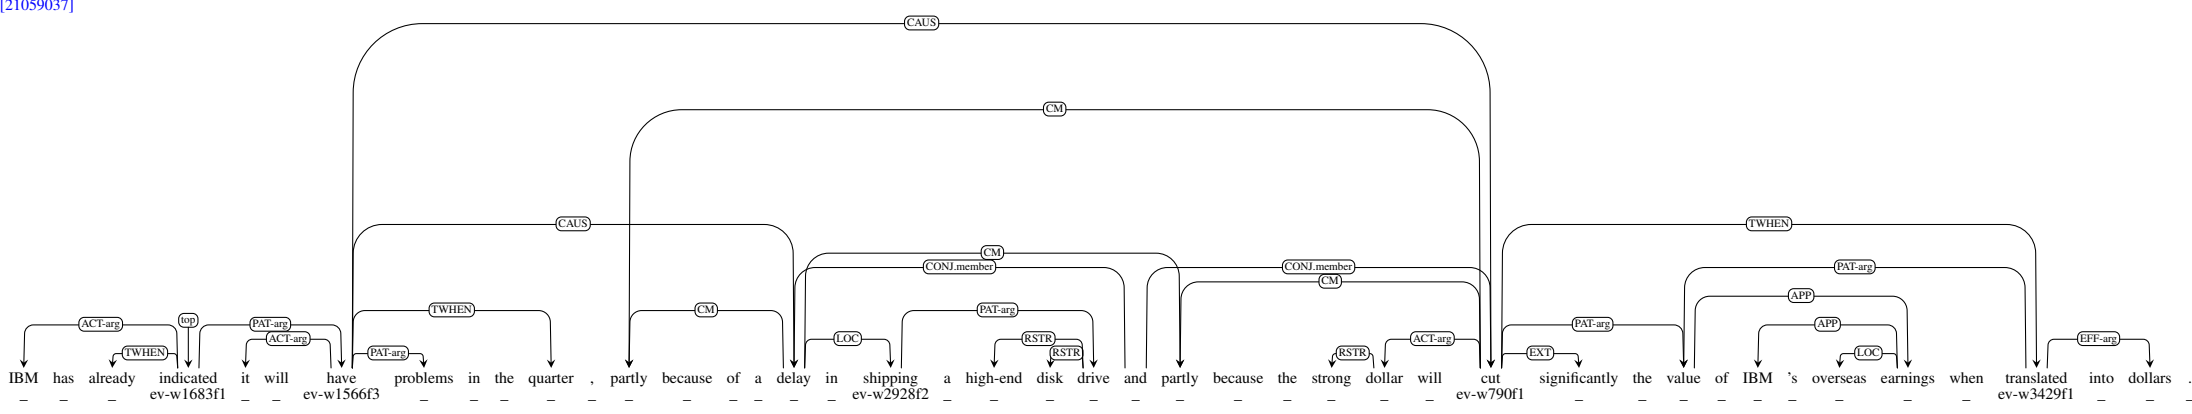 [21059037]
CAUS
CM
CAUS TWHEN
CM
CONJ.member CONJ.member PAT-arg
CM
APP
TWHEN CM PAT-arg
top
ACT-arg PAT-arg PAT-arg APP
ACT-arg LOC RSTR ACT-arg EFF-arg
TWHEN PAT-arg RSTR RSTR EXT LOC
IBM has already indicated it will have problems in the quarter , partly because of a delay in shipping a high-end disk drive and partly because the strong dollar will cut significantly the value of IBM 's overseas earnings when translated into dollars .
_ _ _ ev-w1683f1 _ _ ev-w1566f3 _ _ _ _ _ _ _ _ _ _ _ ev-w2928f2 _ _ _ _ _ _ _ _ _ _ _ ev-w790f1 _ _ _ _ _ _ _ _ _ ev-w3429f1 _ _ _